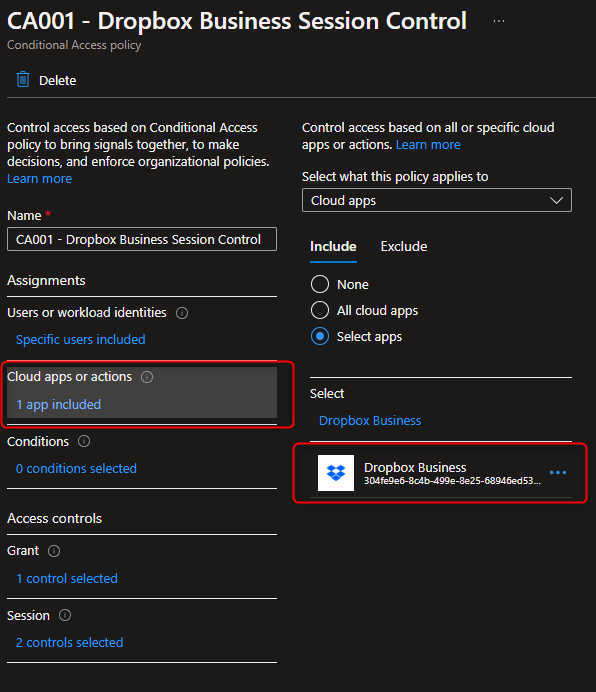 CA001 - Dropbox Business Session Control ...
Conditional Access policy
Delete
Control access based on Conditional Access
policy to bring signals together, to make
decisions, and enforce organizational policies.
Learn more
Name *
CA001 - Dropbox Business Session Control
Assignments
Users or workload identities
Specific users included
Cloud apps or actions
1 app included
Conditions
0 conditions selected
Access controls
Grant
1 control selected
Session
2 controls selected
Control access based on all or specific cloud
apps or actions. Learn more
Select what this policy applies to
Cloud apps
Include Exclude
None
All cloud apps
Select apps
Select
Dropbox Business
Dropbox Business
304fe9e6-8c4b-499e-8e25-68946ed53...